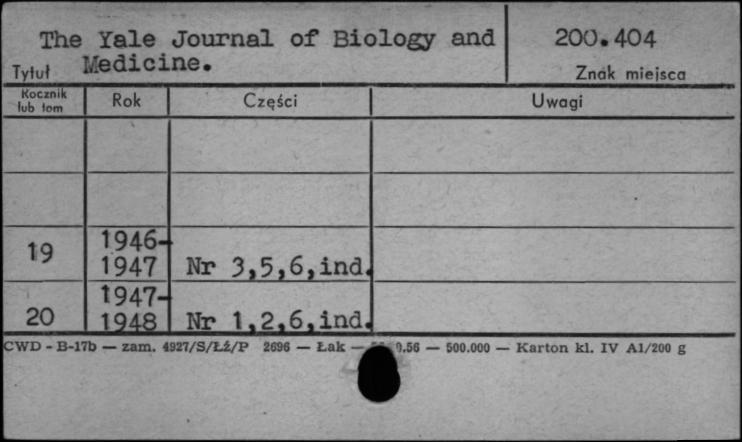 The Yale Journal of Biology and 200.404
Tytuł Medicine. Znak miejsca
Rocznik lub tom Rok Części Uwagi
19 1946-1947 Nr 3,5,6,ind.
20 1947-1948 Nr 1,2,6,ind.
CWD - B-17b — zam. 4927/S/ŁŹ/P 2696 — Łak — 9.56 — 500.000 — Karton kl. IV A1/200 g